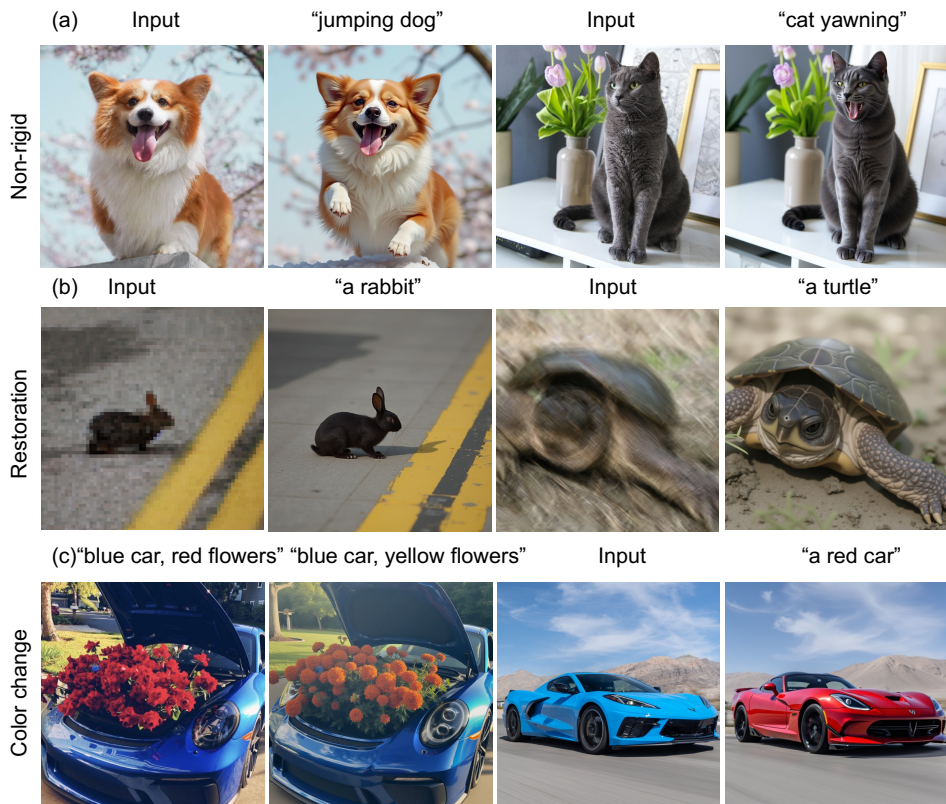 (a) Input “jumping dog” Input “cat yawning”
Non-rigid
(b) Input “a rabbit” Input “a turtle”
Restoration
(c)“blue car, red flowers” “blue car, yellow flowers” Input “a red car”
Color change